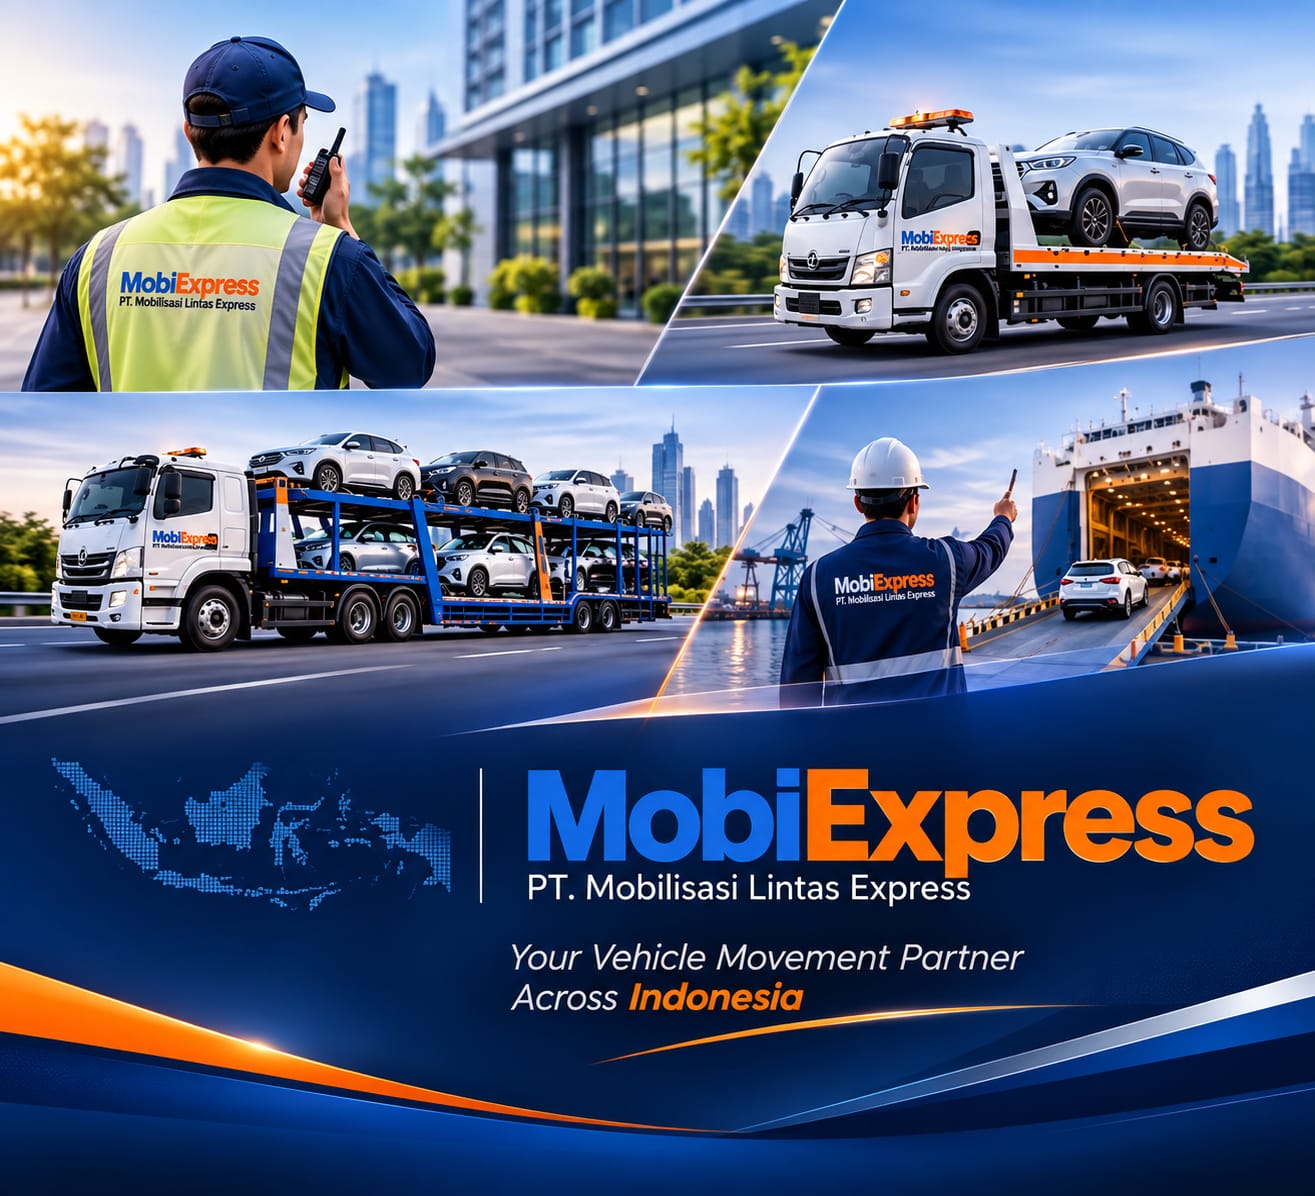 MobiExpress
PT. Mobilisasi Lintas Express
MobiExpress
MobiExpress
MobiExpress
PT. Mobilisasi Lintas Express
MobiExpress
PT. Mobilisasi Lintas Express
Your Vehicle Movement Partner
Across Indonesia